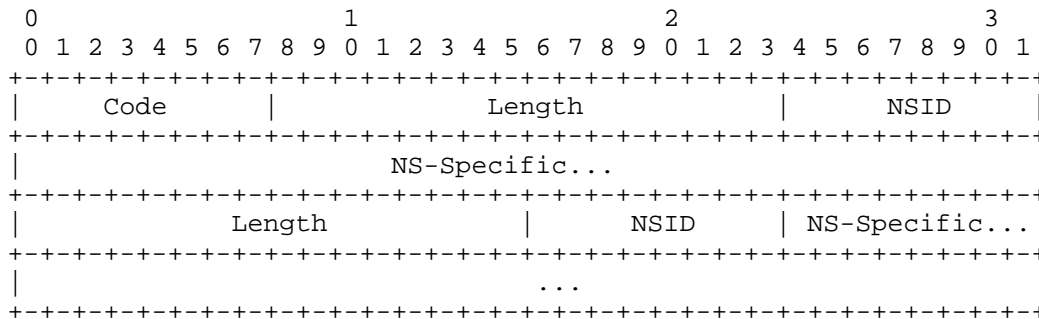 0                   1                   2                   3
 0 1 2 3 4 5 6 7 8 9 0 1 2 3 4 5 6 7 8 9 0 1 2 3 4 5 6 7 8 9 0 1
+-+-+-+-+-+-+-+-+-+-+-+-+-+-+-+-+-+-+-+-+-+-+-+-+-+-+-+-+-+-+-+-+
|     Code      |             Length            |      NSID     |
+-+-+-+-+-+-+-+-+-+-+-+-+-+-+-+-+-+-+-+-+-+-+-+-+-+-+-+-+-+-+-+-+
|                       NS-Specific...
+-+-+-+-+-+-+-+-+-+-+-+-+-+-+-+-+-+-+-+-+-+-+-+-+-+-+-+-+-+-+-+-+
|             Length            |      NSID     | NS-Specific...
+-+-+-+-+-+-+-+-+-+-+-+-+-+-+-+-+-+-+-+-+-+-+-+-+-+-+-+-+-+-+-+-+
|                                ...
+-+-+-+-+-+-+-+-+-+-+-+-+-+-+-+-+-+-+-+-+-+-+-+-+-+-+-+-+-+-+-+-+